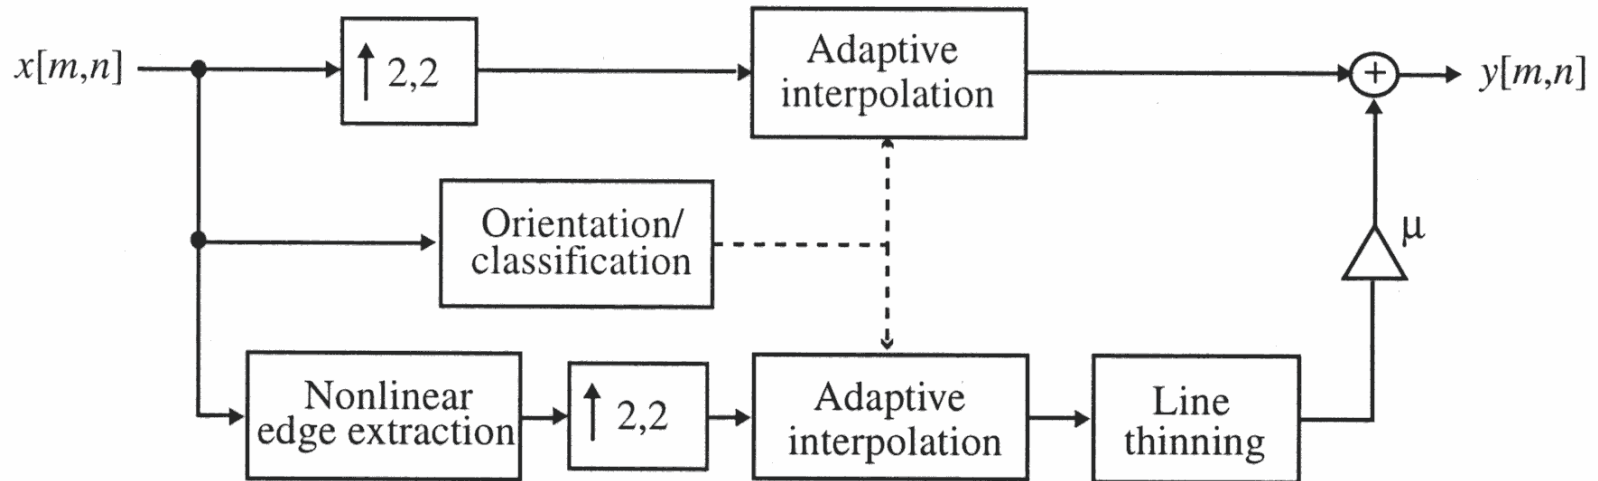 x[m,n]
↑ 2,2
Adaptive
interpolation
+
y[m,n]
Orientation/
classification
μ
Nonlinear
edge extraction
↑ 2,2
Adaptive
interpolation
Line
thinning